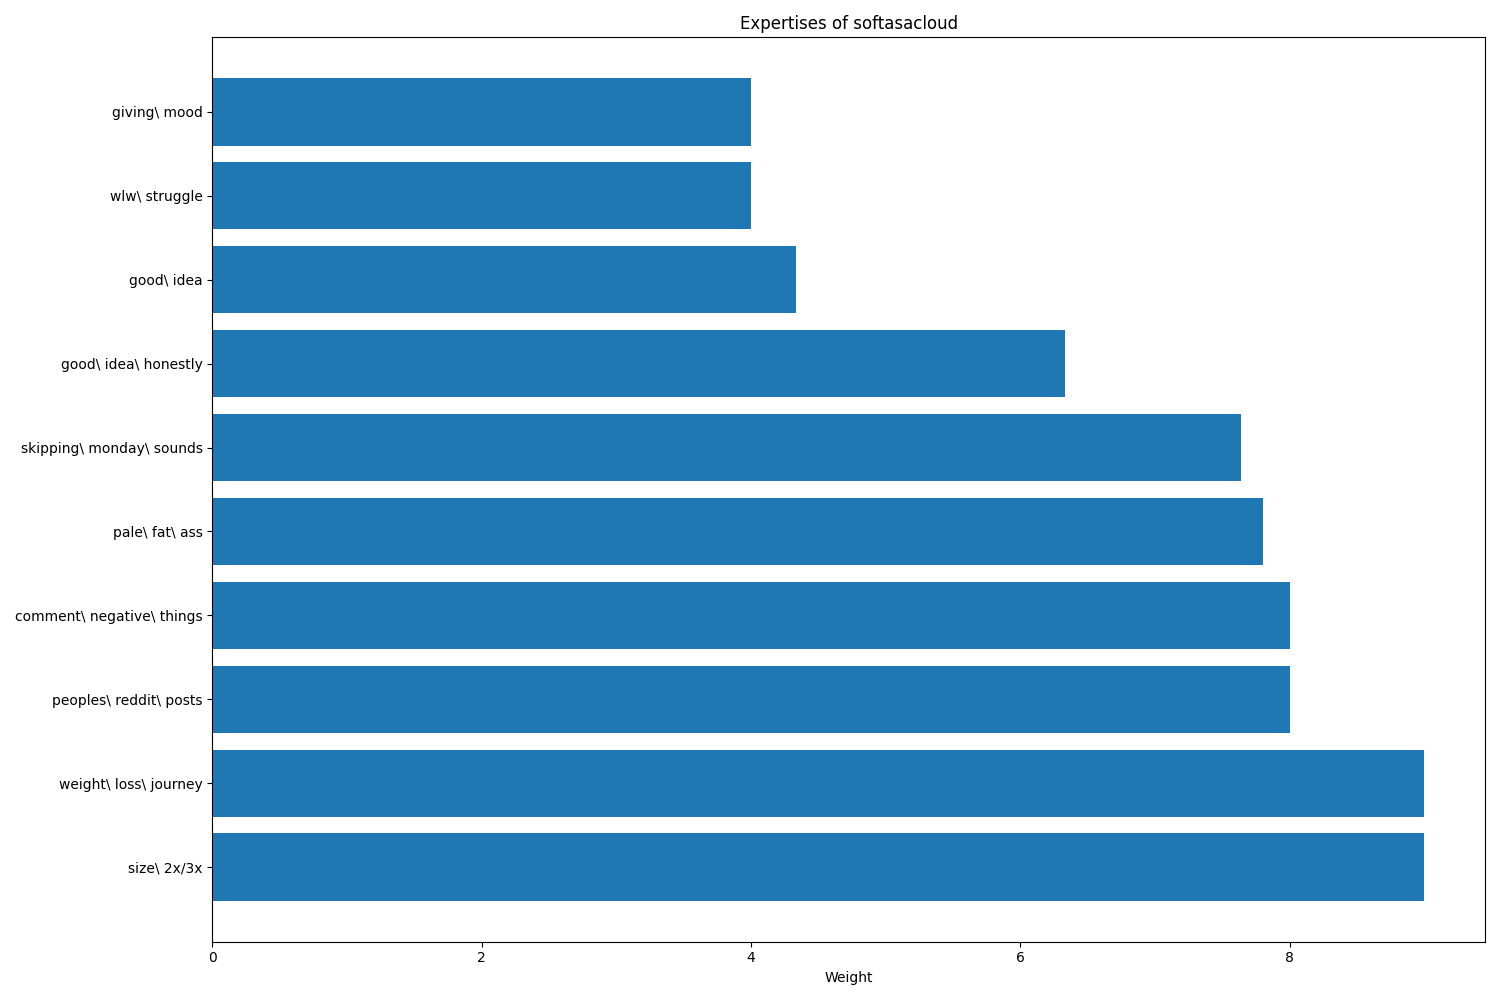 Expertises of softasacloud
giving\ mood
wlw\ struggle
good\ idea
good\ idea\ honestly
skipping\ monday\ sounds
pale\ fat\ ass
comment\ negative\ things
peoples\ reddit\ posts
weight\ loss\ journey
size\ 2x/3x
0 2 4 6 8
Weight